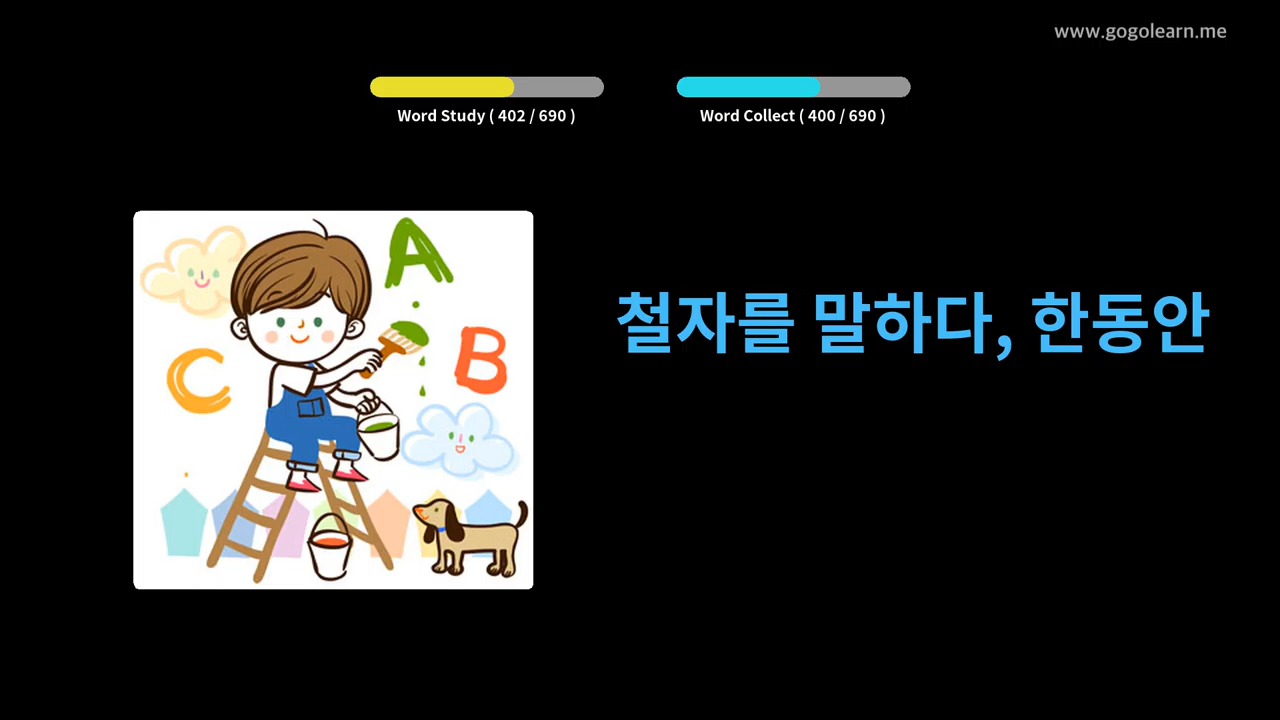 www.gogolearn.me
Word Study ( 402 / 690 )
Word Collect ( 400 / 690 )
A
B
C
철자를 말하다, 한동안